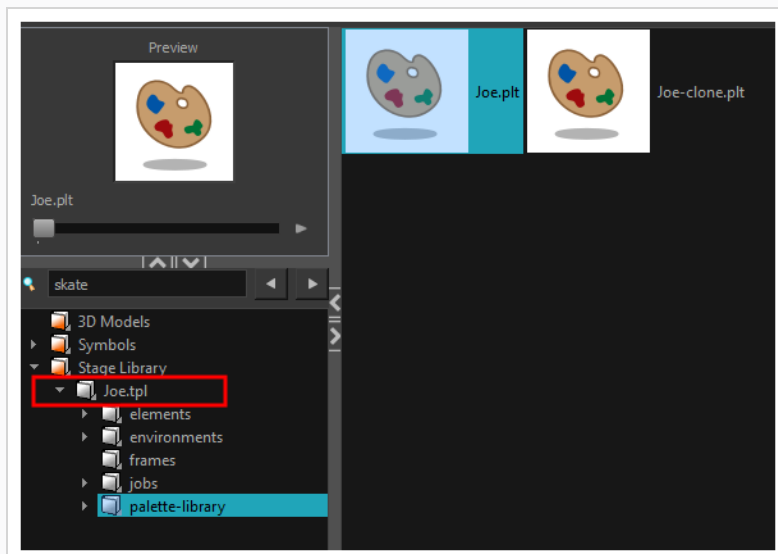 Preview
Joe.plt
Joe.plt
Joe-clone.plt
skate
3D Models
Symbols
Stage Library
Joe.tpl
elements
environments
frames
jobs
palette-library